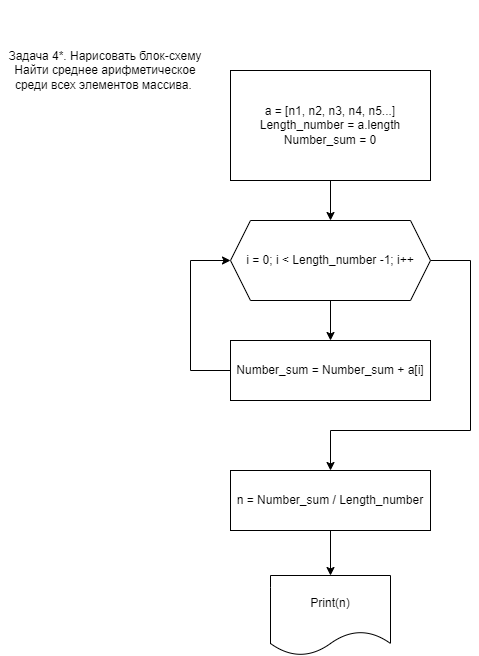 Задача 4*. Нарисовать блок-схему
Найти среднее арифметическое
среди всех элементов массива.
a = [n1, n2, n3, n4, n5...]
Length_number = a.length
Number_sum = 0
i = 0; i < Length_number -1; i++
Number_sum = Number_sum + a[i]
n = Number_sum / Length_number
Print(n)